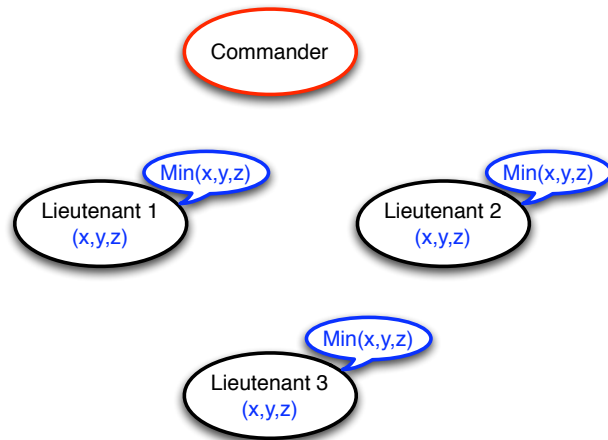 Commander
Min(x,y,z)
Lieutenant 1
(x,y,z)
Min(x,y,z)
Lieutenant 2
(x,y,z)
Min(x,y,z)
Lieutenant 3
(x,y,z)